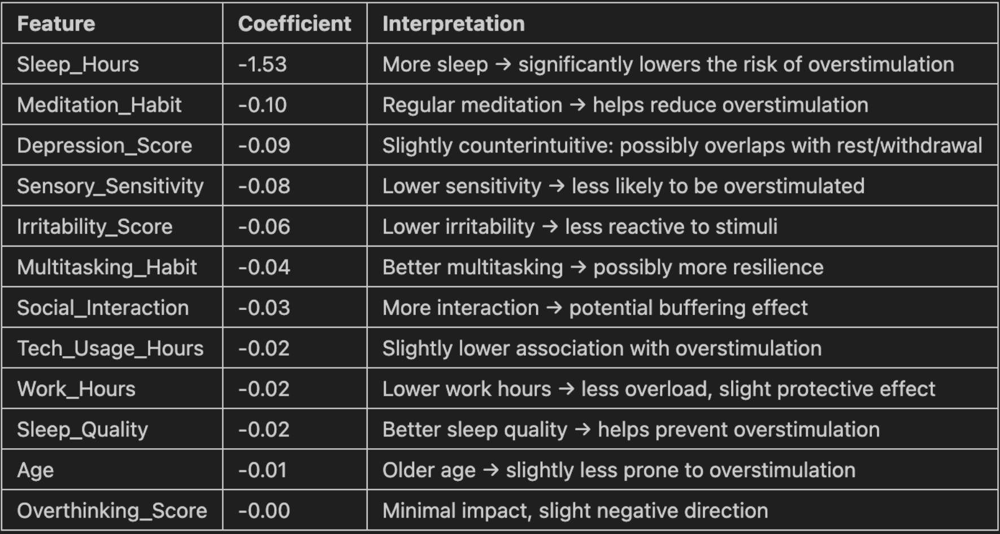 Feature Coefficient Interpretation
Sleep_Hours -1.53 More sleep → significantly lowers the risk of overstimulation
Meditation_Habit -0.10 Regular meditation → helps reduce overstimulation
Depression_Score -0.09 Slightly counterintuitive: possibly overlaps with rest/withdrawal
Sensory_Sensitivity -0.08 Lower sensitivity → less likely to be overstimulated
Irritability_Score -0.06 Lower irritability → less reactive to stimuli
Multitasking_Habit -0.04 Better multitasking → possibly more resilience
Social_Interaction -0.03 More interaction → potential buffering effect
Tech_Usage_Hours -0.02 Slightly lower association with overstimulation
Work_Hours -0.02 Lower work hours → less overload, slight protective effect
Sleep_Quality -0.02 Better sleep quality → helps prevent overstimulation
Age -0.01 Older age → slightly less prone to overstimulation
Overthinking_Score -0.00 Minimal impact, slight negative direction